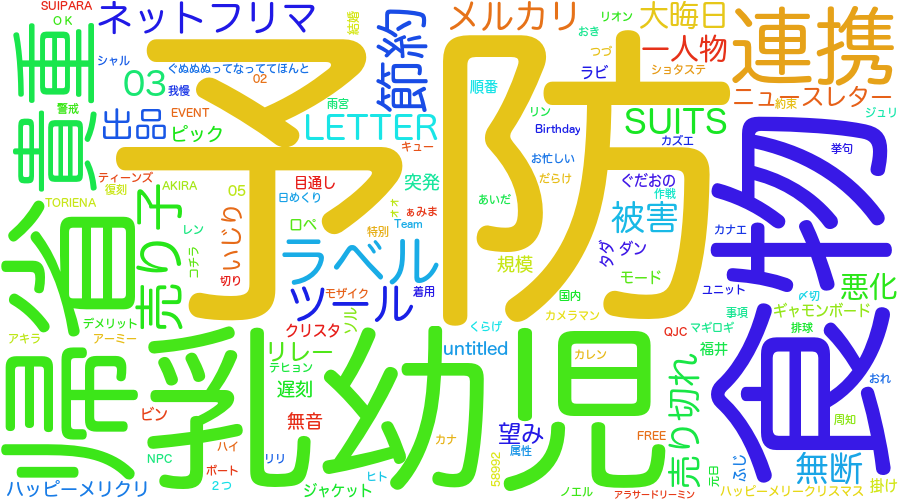 SUIPARA
OK
ネットフリマ
シャル
ぐぬぬぬってなっててほんと
02
我慢
結婚
節約
メルカリ
リオン
大晦日
おき
つづ
一人物
ショタステ
ラビ
連携
ニュースレター
約束
ジュリ
貴重
警戒
03
EVENT
出品
ピック
雨宮
LETTER
キュー
順番
リン
Birthday
お忙しい
SUITS
カズエ
挙句
予防
食物
ティーンズ
復刻
AKIRA
05
目通し
日めくり
突発
だらけ
ぐだおの
作戦
TORIENA
売り子
レン
いじり
コチラ
口ペ
特別
オォ
ぁみま
Team
あいだ
被害
カナエ
省
切り
ラベル
規模
タダ
ダン
モード
ユニット
悪化
ツール
モザイク
着用
国内
〆切
デメリット
クリスタ
ソル
カメラマン
事項
ギャモンボード
アキラ
アーミー
くらげ
QJC
マギロギ
排球
帰
乳幼児
リレー
テヒョン
untitled
カレン
福井
おれ
遅刻
売り切れ
ビン
無音
望み
周知
NPC
ハイ
リリ
カナ
属性
FREE
ボート
ヒト
58992
無断
ふじ
元日
掛け
ハッピーメリクリ
2つ
ジャケット
ノエル
アラサードリーミン
ハッピーメリークリスマス